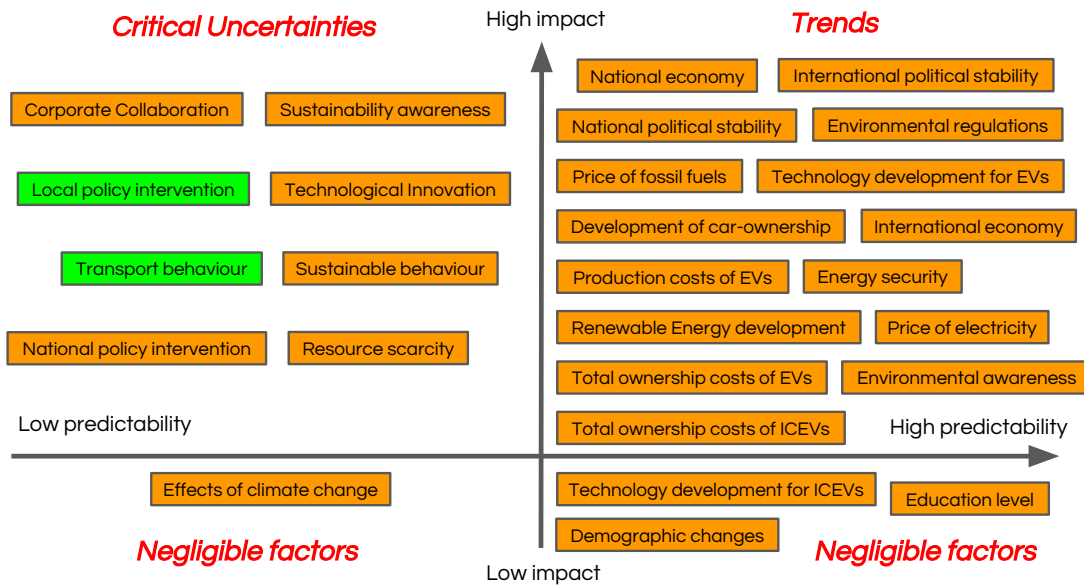 Critical Uncertainties
High impact
Trends
National economy
International political stability
Corporate Collaboration
Sustainability awareness
National political stability
Environmental regulations
Local policy intervention
Technological Innovation
Price of fossil fuels
Technology development for EVs
Development of car-ownership
International economy
Transport behaviour
Sustainable behaviour
Production costs of EVs
Energy security
National policy intervention
Resource scarcity
Renewable Energy development
Price of electricity
Total ownership costs of EVs
Environmental awareness
Low predictability
Total ownership costs of ICEVs
High predictability
Effects of climate change
Technology development for ICEVs
Education level
Demographic changes
Negligible factors
Negligible factors
Low impact